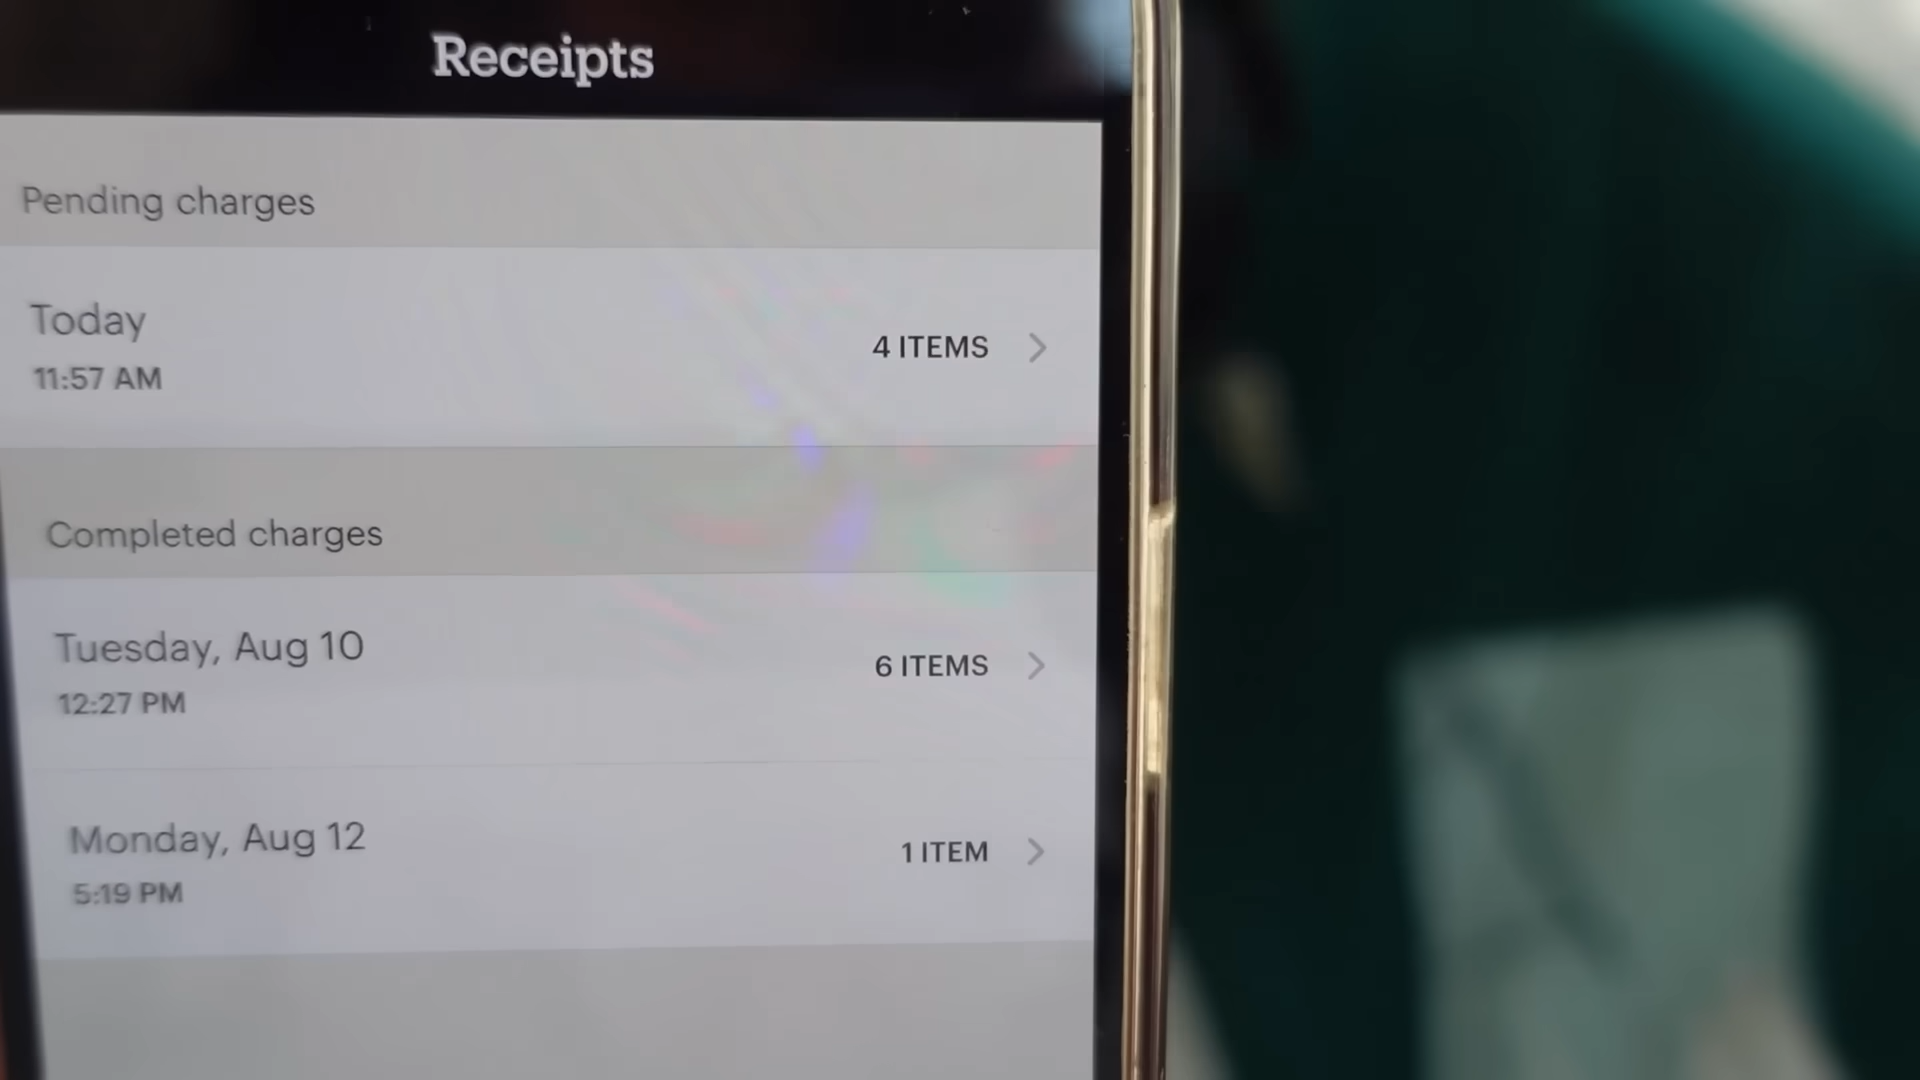 Receipts
Pending charges
Today
4 ITEMS
11:57 AM
Completed charges
Tuesday, Aug 10
6 ITEMS
12:27 PM
Monday, Aug 12
1 ITEM
5:19 PM